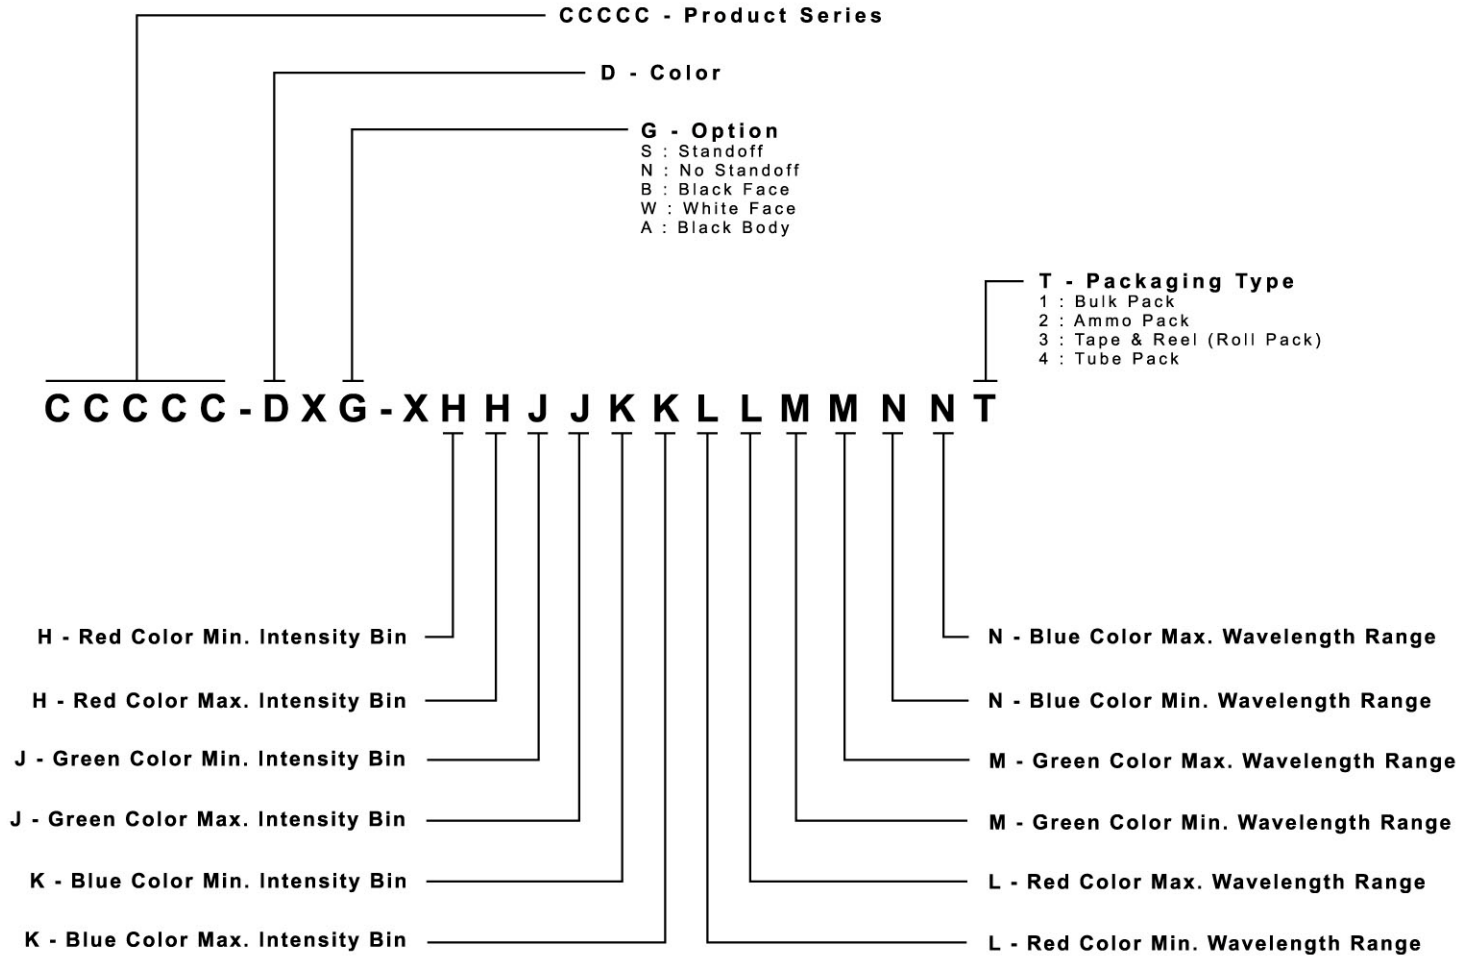 CCCCC - Product Series
D - Color
G - Option
S : Standoff
N : No Standoff
B : Black Face
W : White Face
A : Black Body
T - Packaging Type
1 : Bulk Pack
2 : Ammo Pack
3 : Tape & Reel (Roll Pack)
4 : Tube Pack
CCCCC-DXG-XHHJJKKLLMMNNT
H - Red Color Min. Intensity Bin
N - Blue Color Max. Wavelength Range
H - Red Color Max. Intensity Bin
N - Blue Color Min. Wavelength Range
J - Green Color Min. Intensity Bin
M - Green Color Max. Wavelength Range
J - Green Color Max. Intensity Bin
M - Green Color Min. Wavelength Range
K - Blue Color Min. Intensity Bin
L - Red Color Max. Wavelength Range
K - Blue Color Max. Intensity Bin
L - Red Color Min. Wavelength Range